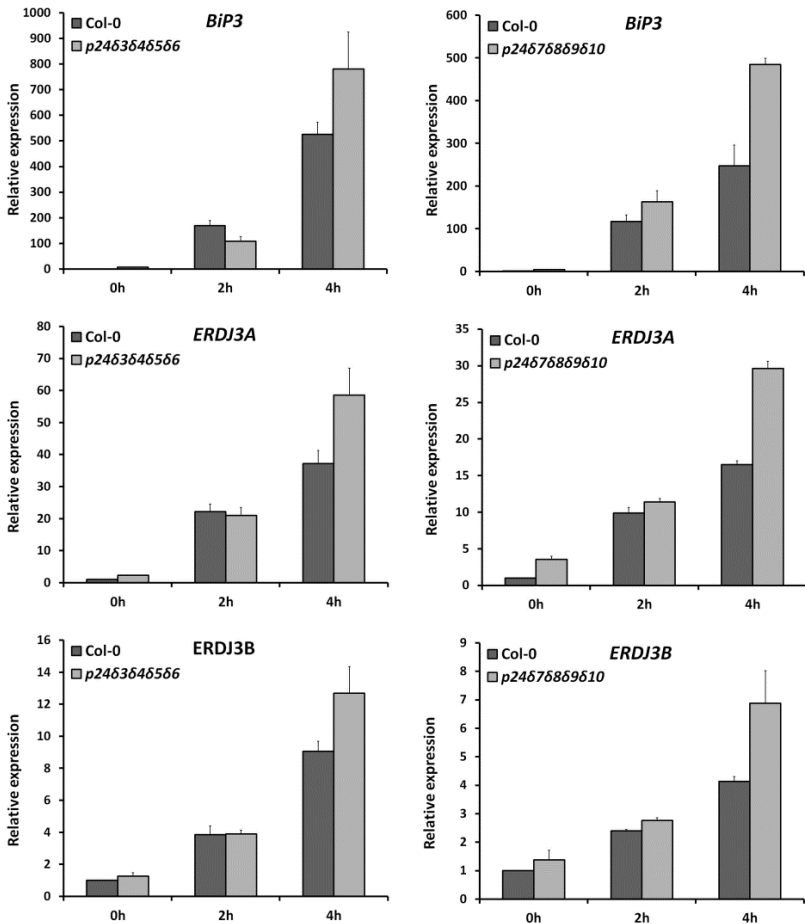 BiP3
Col-0
p24δ3δ4δ5δ6
Relative expression
1000
900
800
700
600
500
400
300
200
100
0
0h 2h 4h
BiP3
Col-0
p24δ7δ8δ9δ10
Relative expression
600
500
400
300
200
100
0
0h 2h 4h
ERDJ3A
Col-0
p24δ3δ4δ5δ6
Relative expression
80
70
60
50
40
30
20
10
0
0h 2h 4h
ERDJ3A
Col-0
p24δ7δ8δ9δ10
Relative expression
35
30
25
20
15
10
5
0
0h 2h 4h
ERDJ3B
Col-0
p24δ3δ4δ5δ6
Relative expression
16
14
12
10
8
6
4
2
0
0h 2h 4h
ERDJ3B
Col-0
p24δ7δ8δ9δ10
Relative expression
9
8
7
6
5
4
3
2
1
0
0h 2h 4h